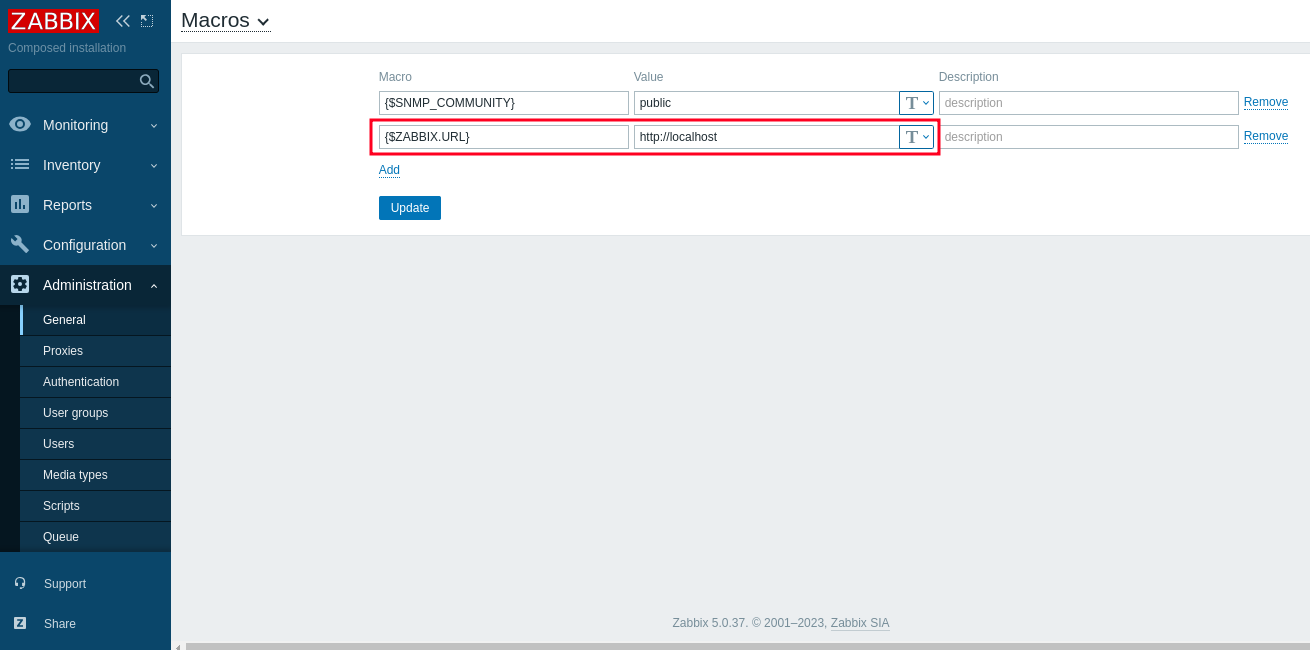 ZABBIX
Composed installation
Monitoring
Inventory
Reports
Configuration
Administration
General
Proxies
Authentication
User groups
Users
Media types
Scripts
Queue
Support
Z Share
Macros
Macro Value Description
{$SNMP_COMMUNITY} public T description Remove
{$ZABBIX.URL} http://localhost T description Remove
Add
Update
Zabbix 5.0.37. © 2001–2023, Zabbix SIA